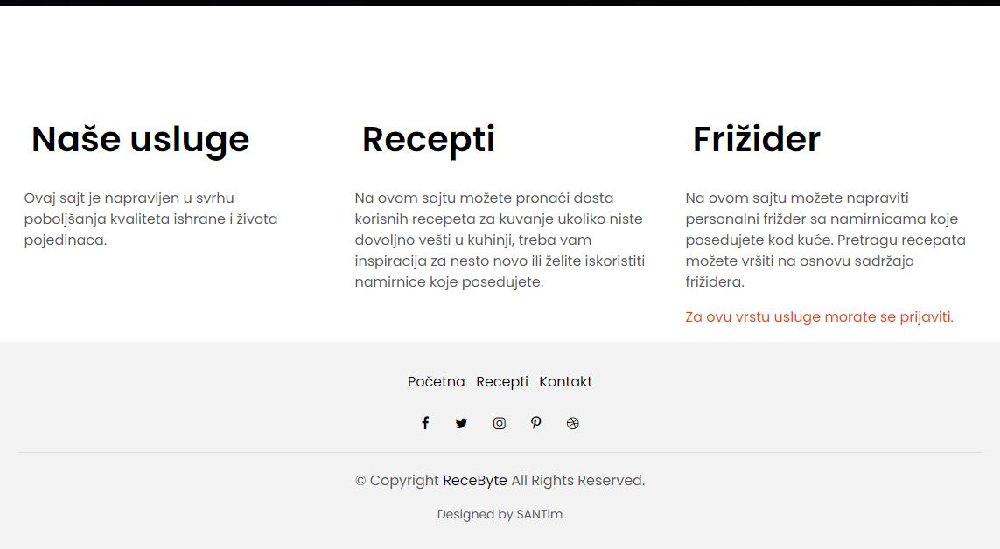 Naše usluge
Ovaj sajt je napravljen u svrhu
poboljšanja kvaliteta ishrane i života
pojedinaca.
Recepti
Na ovom sajtu možete pronaći dosta
korisnih recepeta za kuvanje ukoliko niste
dovoljno vešti u kuhinji, treba vam
inspiracija za nesto novo ili želite iskoristiti
namirnice koje posedujete.
Frižider
Na ovom sajtu možete napraviti
personalni frižder sa namirnicama koje
posedujete kod kuće. Pretragu recepata
možete vršiti na osnovu sadržaja
frižidera.
Za ovu vrstu usluge morate se prijaviti.
Početna Recepti Kontakt
© Copyright ReceByte All Rights Reserved.
Designed by SANTim